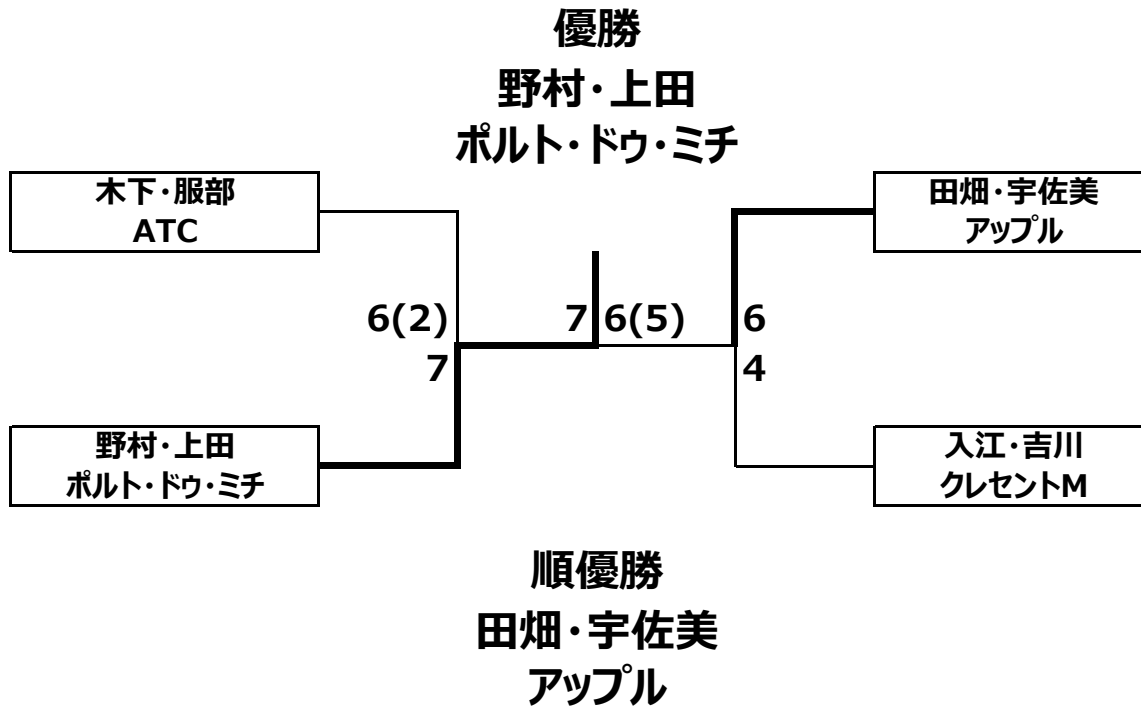 優勝
野村・上田
ポルト・ドゥ・ミチ
木下・服部
ATC
田畑・宇佐美
アップル
6(2)
7
7
6(5)
6
4
野村・上田
ポルト・ドゥ・ミチ
入江・吉川
クレセントM
順優勝
田畑・宇佐美
アップル